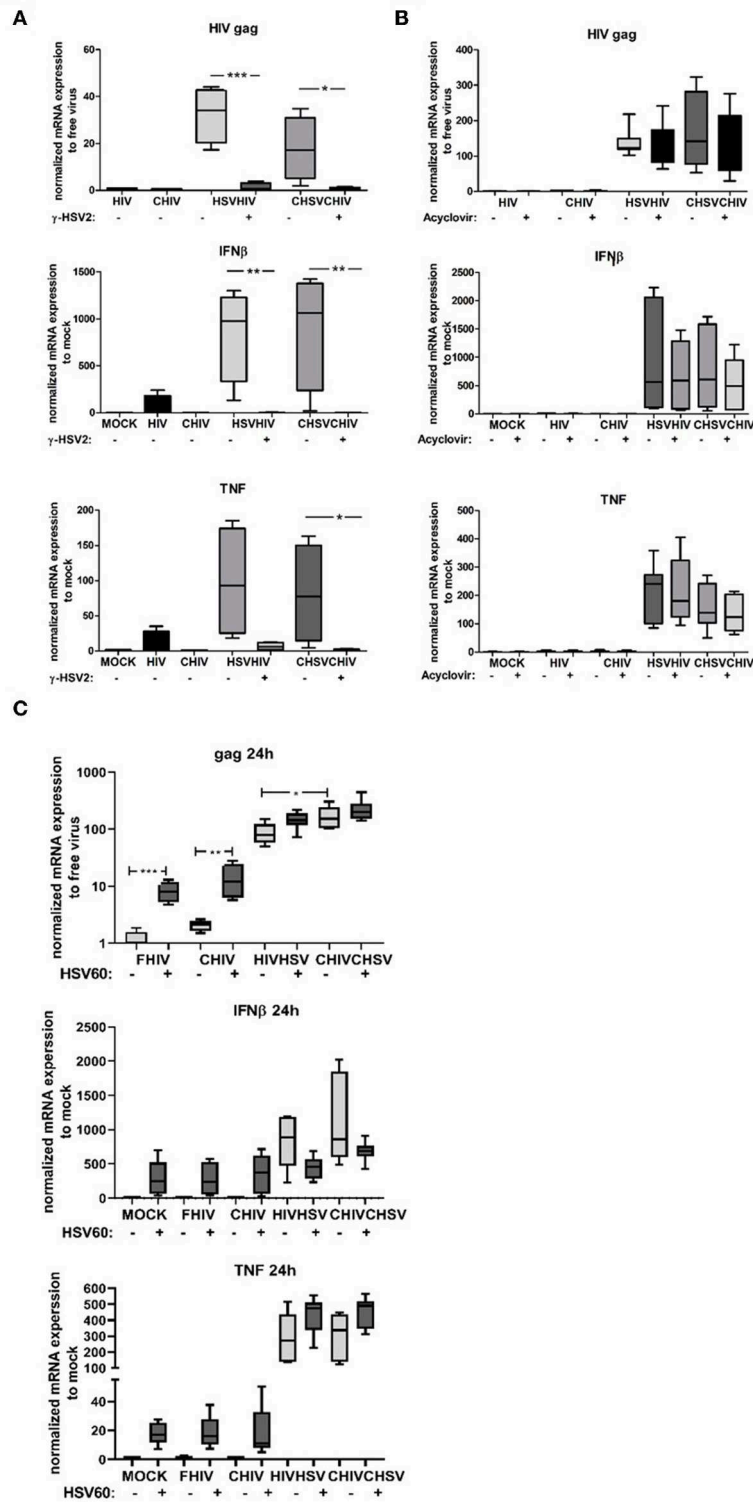 A
HIV gag
normalized mRNA expression
to free virus
60
40
20
0
***
*
HIV CHIV HSVHIV CHSVCHIV
γ-HSV2: - - - + - +
IFNβ
normalized mRNA expression
to mock
1500
1000
500
0
**
**
MOCK HIV CHIV HSVHIV CHSVCHIV
γ-HSV2: - - - - + - +
TNF
normalized mRNA expression
to mock
200
150
100
50
0
*
MOCK HIV CHIV HSVHIV CHSVCHIV
γ-HSV2: - - - - + - +
B
HIV gag
normalized mRNA expression
to free virus
400
300
200
100
0
HIV CHIV HSVHIV CHSVCHIV
Acyclovir: - + - + - + - +
IFNβ
normalized mRNA expression
to mock
2500
2000
1500
1000
500
0
MOCK HIV CHIV HSVHIV CHSVCHIV
Acyclovir: - + - + - + - + - +
TNF
normalized mRNA expression
to mock
500
400
300
200
100
0
MOCK HIV CHIV HSVHIV CHSVCHIV
Acyclovir: - + - + - + - + - +
C
gag 24h
normalized mRNA expression
to free virus
1000
100
10
1
***
**
*
FHIV CHIV HIVHSV CHIVCHSV
HSV60: - + - + - + - +
IFNβ 24h
normalized mRNA experssion
to mock
2500
2000
1500
1000
500
0
MOCK FHIV CHIV HIVHSV CHIVCHSV
HSV60: - + - + - + - + - +
TNF 24h
normalized mRNA experssion
to mock
600
500
400
300
200
100
40
20
0
MOCK FHIV CHIV HIVHSV CHIVCHSV
HSV60: - + - + - + - + - +